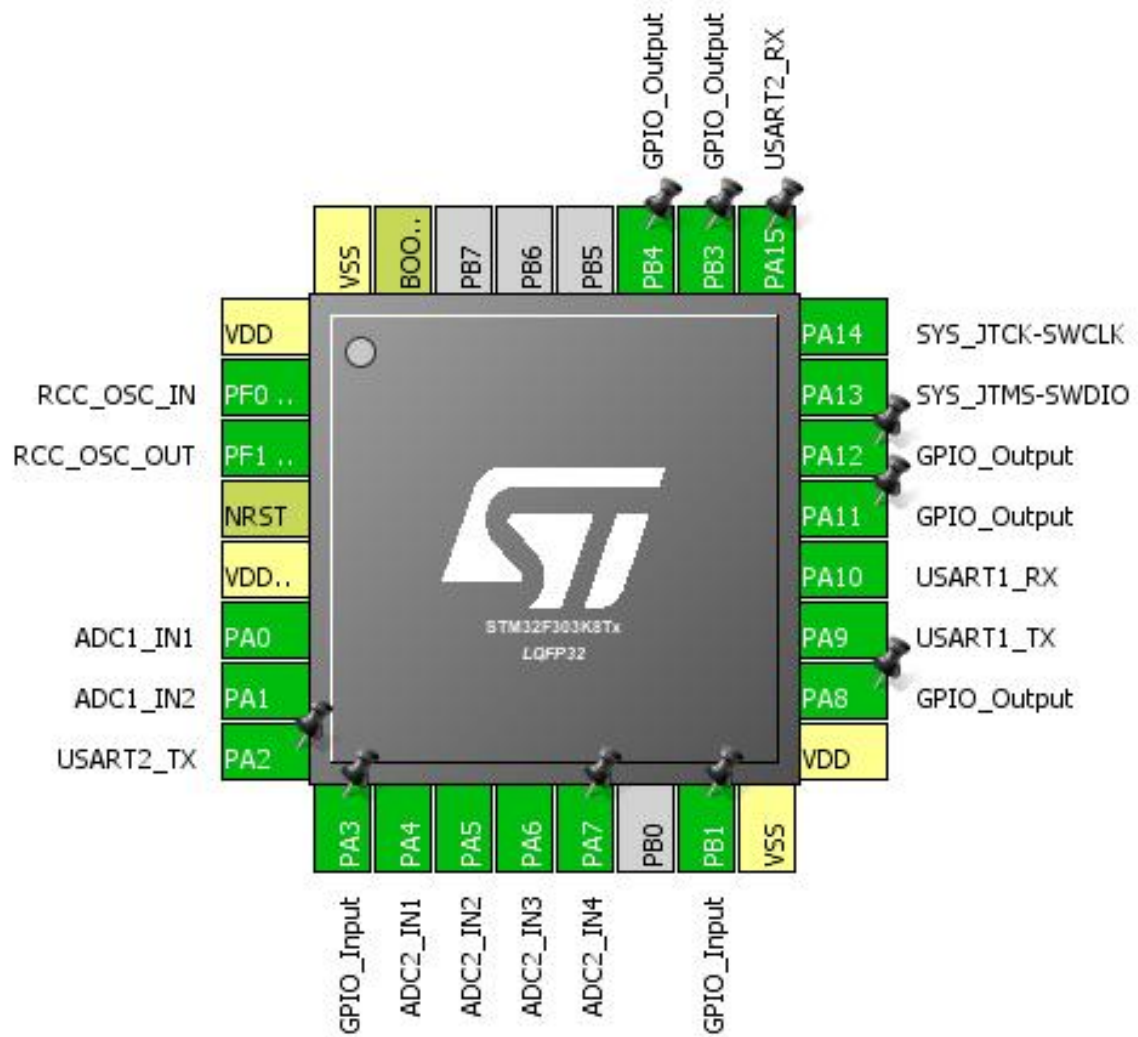 GPIO_Output
GPIO_Output
USART2_RX
VSS
BOO..
PB7
PB6
PB5
PB4
PB3
PA15
VDD
RCC_OSC_IN PF0 ..
RCC_OSC_OUT PF1 ..
NRST
VDD..
ADC1_IN1 PA0
ADC1_IN2 PA1
USART2_TX PA2
PA14 SYS_JTCK-SWCLK
PA13 SYS_JTMS-SWDIO
PA12 GPIO_Output
PA11 GPIO_Output
PA10 USART1_RX
PA9 USART1_TX
PA8 GPIO_Output
VDD
ST
STM32F303K8Tx
LQFP32
PA3
PA4
PA5
PA6
PA7
PB0
PB1
VSS
GPIO_Input
ADC2_IN1
ADC2_IN2
ADC2_IN3
ADC2_IN4
GPIO_Input